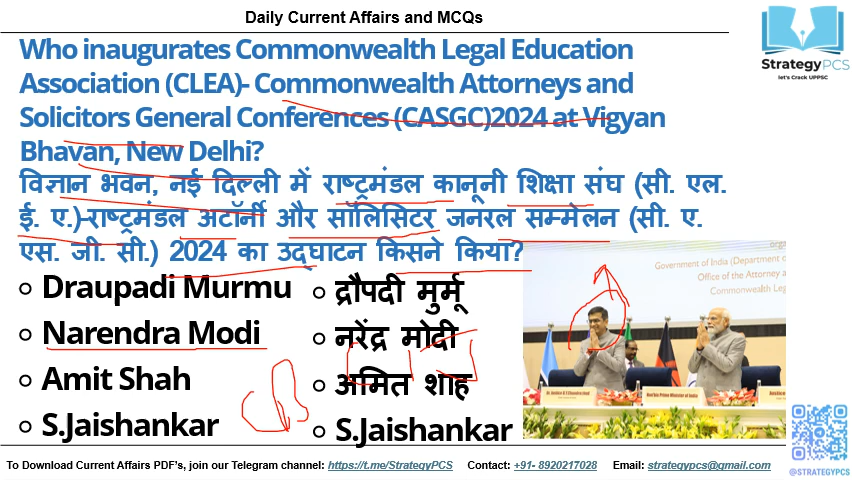 Daily Current Affairs and MCQs
StrategyPCS
let's Crack UPPSC
Who inaugurates Commonwealth Legal Education
Association (CLEA)- Commonwealth Attorneys and
Solicitors General Conferences (CASGC)2024 at Vigyan
Bhavan, New Delhi?
विज्ञान भवन, नई दिल्ली में राष्ट्रमंडल कानूनी शिक्षा संघ (सी. एल.
ई. ए.)-राष्ट्रमंडल अटॉर्नी और सॉलिसिटर जनरल सम्मेलन (सी. ए.
एस. जी. सी.) 2024 का उद्घाटन किसने किया?
Government of India (Department o
Office of the Attorney a
Commonwealth Leg
o Draupadi Murmu
o Narendra Modi
o Amit Shah
o S.Jaishankar
o द्रौपदी मुर्मू
o नरेंद्र मोदी
o अमित शाह
o S.Jaishankar
@STRATEGYPCS
To Download Current Affairs PDF's, join our Telegram channel: https://t.me/StrategyPCS Contact: +91- 8920217028 Email: strategypcs@gmail.com